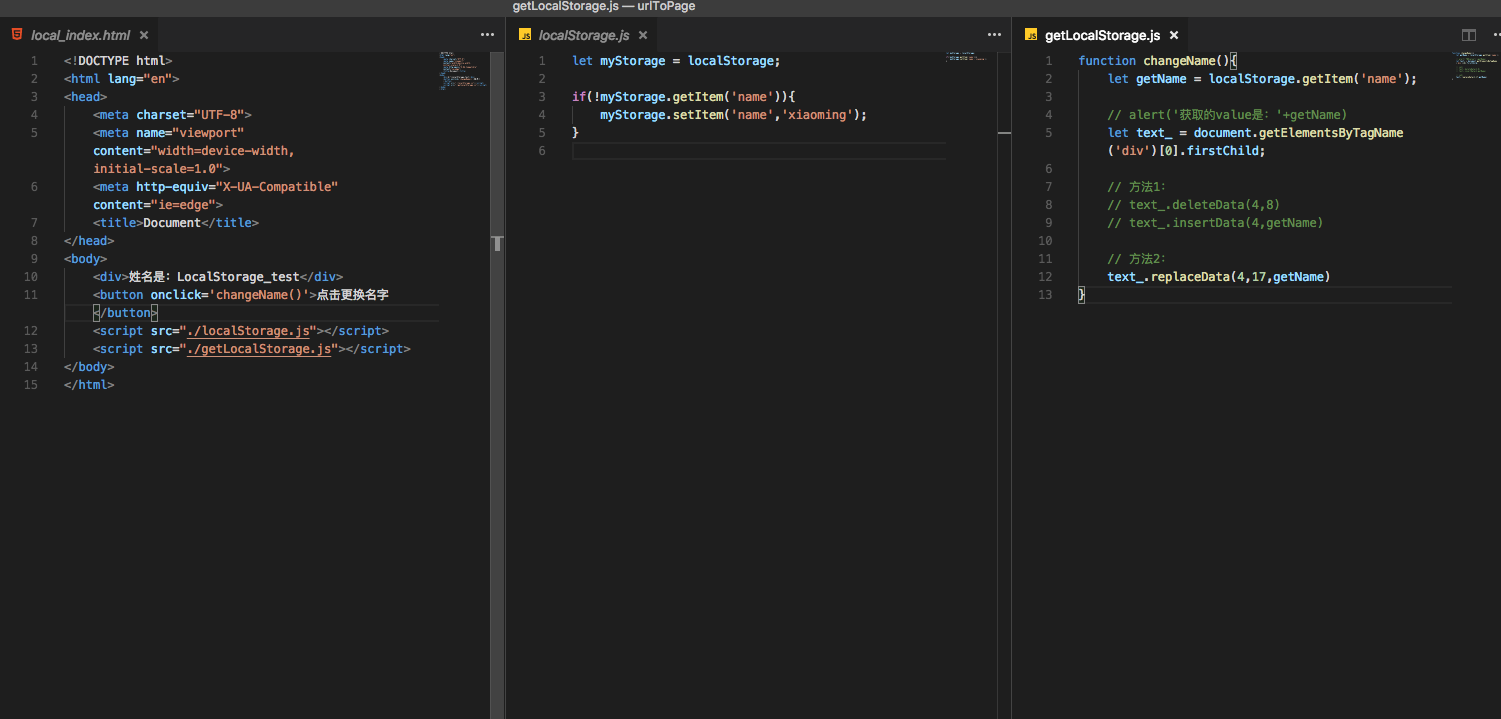 getLocalStorage.js — urlToPage
local_index.html
1 <!DOCTYPE html>
2 <html lang="en">
3 <head>
4 <meta charset="UTF-8">
5 <meta name="viewport"
content="width=device-width,
initial-scale=1.0">
6 <meta http-equiv="X-UA-Compatible"
content="ie=edge">
7 <title>Document</title>
8 </head>
9 <body>
10 <div>姓名是：LocalStorage_test</div>
11 <button onclick='changeName()'>点击更换名字
</button>
12 <script src="./localStorage.js"></script>
13 <script src="./getLocalStorage.js"></script>
14 </body>
15 </html>
JS localStorage.js
1 let myStorage = localStorage;
2
3 if(!myStorage.getItem('name')){
4 myStorage.setItem('name','xiaoming');
5 }
6
JS getLocalStorage.js
1 function changeName(){
2 let getName = localStorage.getItem('name');
3
4 // alert('获取的value是：'+getName)
5 let text_ = document.getElementsByTagName
('div')[0].firstChild;
6
7 // 方法1：
8 // text_.deleteData(4,8)
9 // text_.insertData(4,getName)
10
11 // 方法2：
12 text_.replaceData(4,17,getName)
13 }